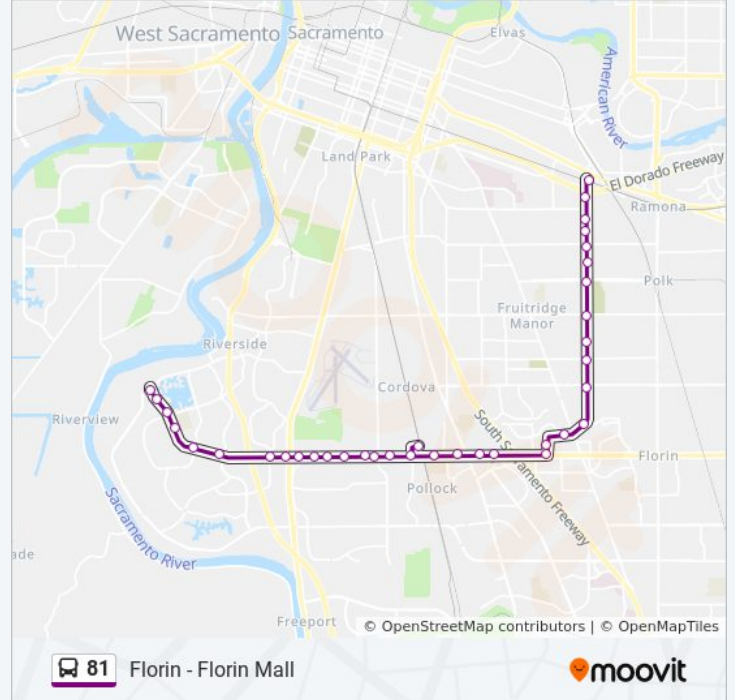 West Sacramento
Sacramento
Elvas
American River
Land Park
El Dorado Freeway
Ramona
Polk
Fruitridge
Manor
Riverside
Cordova
Riverview
South Sacramento Freeway
Florin
Pollock
Sacramento River
ade
Freeport
© OpenStreetMap contributors | © OpenMapTiles
81 Florin - Florin Mall
moovit